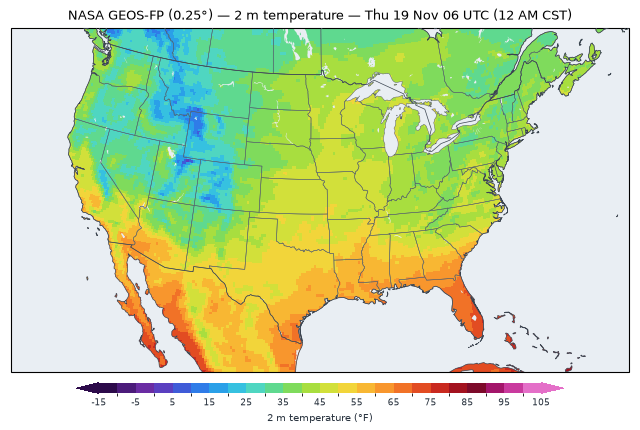 NASA GEOS-FP (0.25°) — 2 m temperature — Thu 19 Nov 06 UTC (12 AM CST)
-15 -5 5 15 25 35 45 55 65 75 85 95 105
2 m temperature (°F)